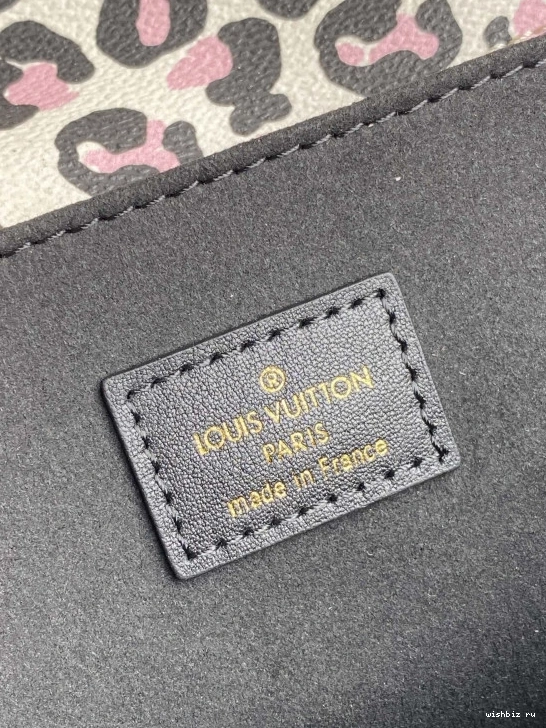 ®
LOUIS VUITTON
PARIS
made in France
wishbiz ru